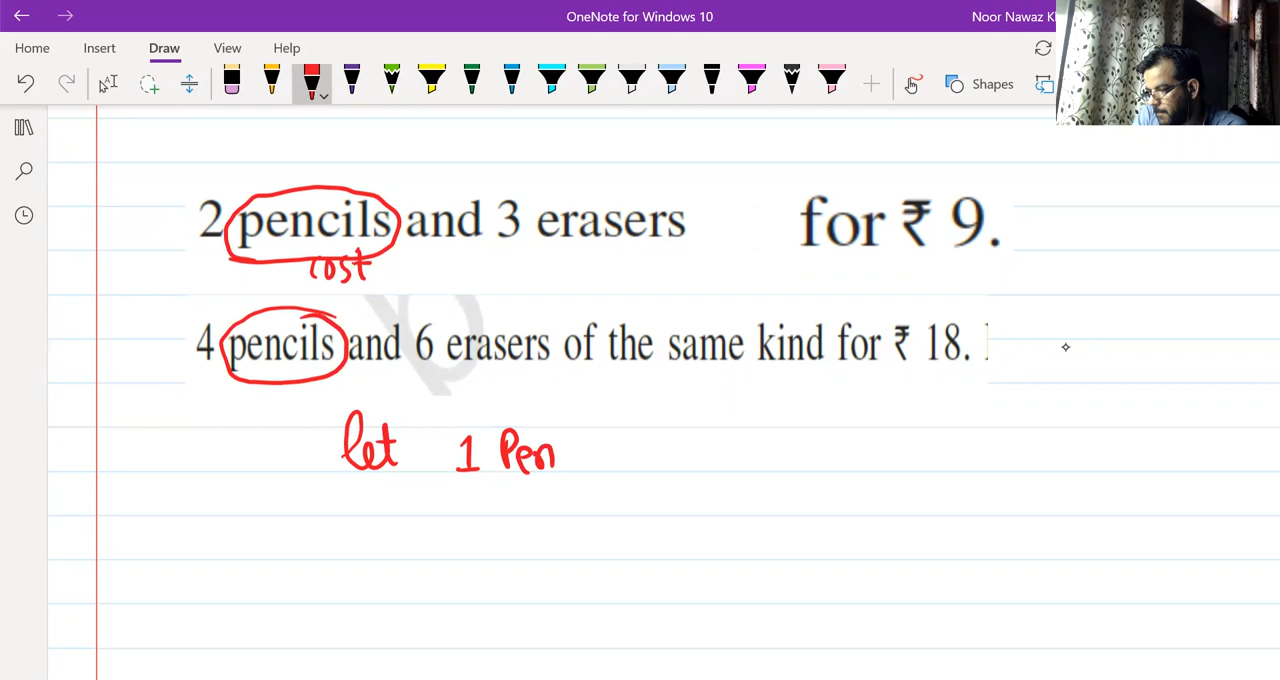 OneNote for Windows 10
Noor Nawaz Kh
Home Insert Draw View Help
Shapes
2 pencils and 3 erasers for ₹ 9.
cost
4 pencils and 6 erasers of the same kind for ₹ 18.
let 1 Pen